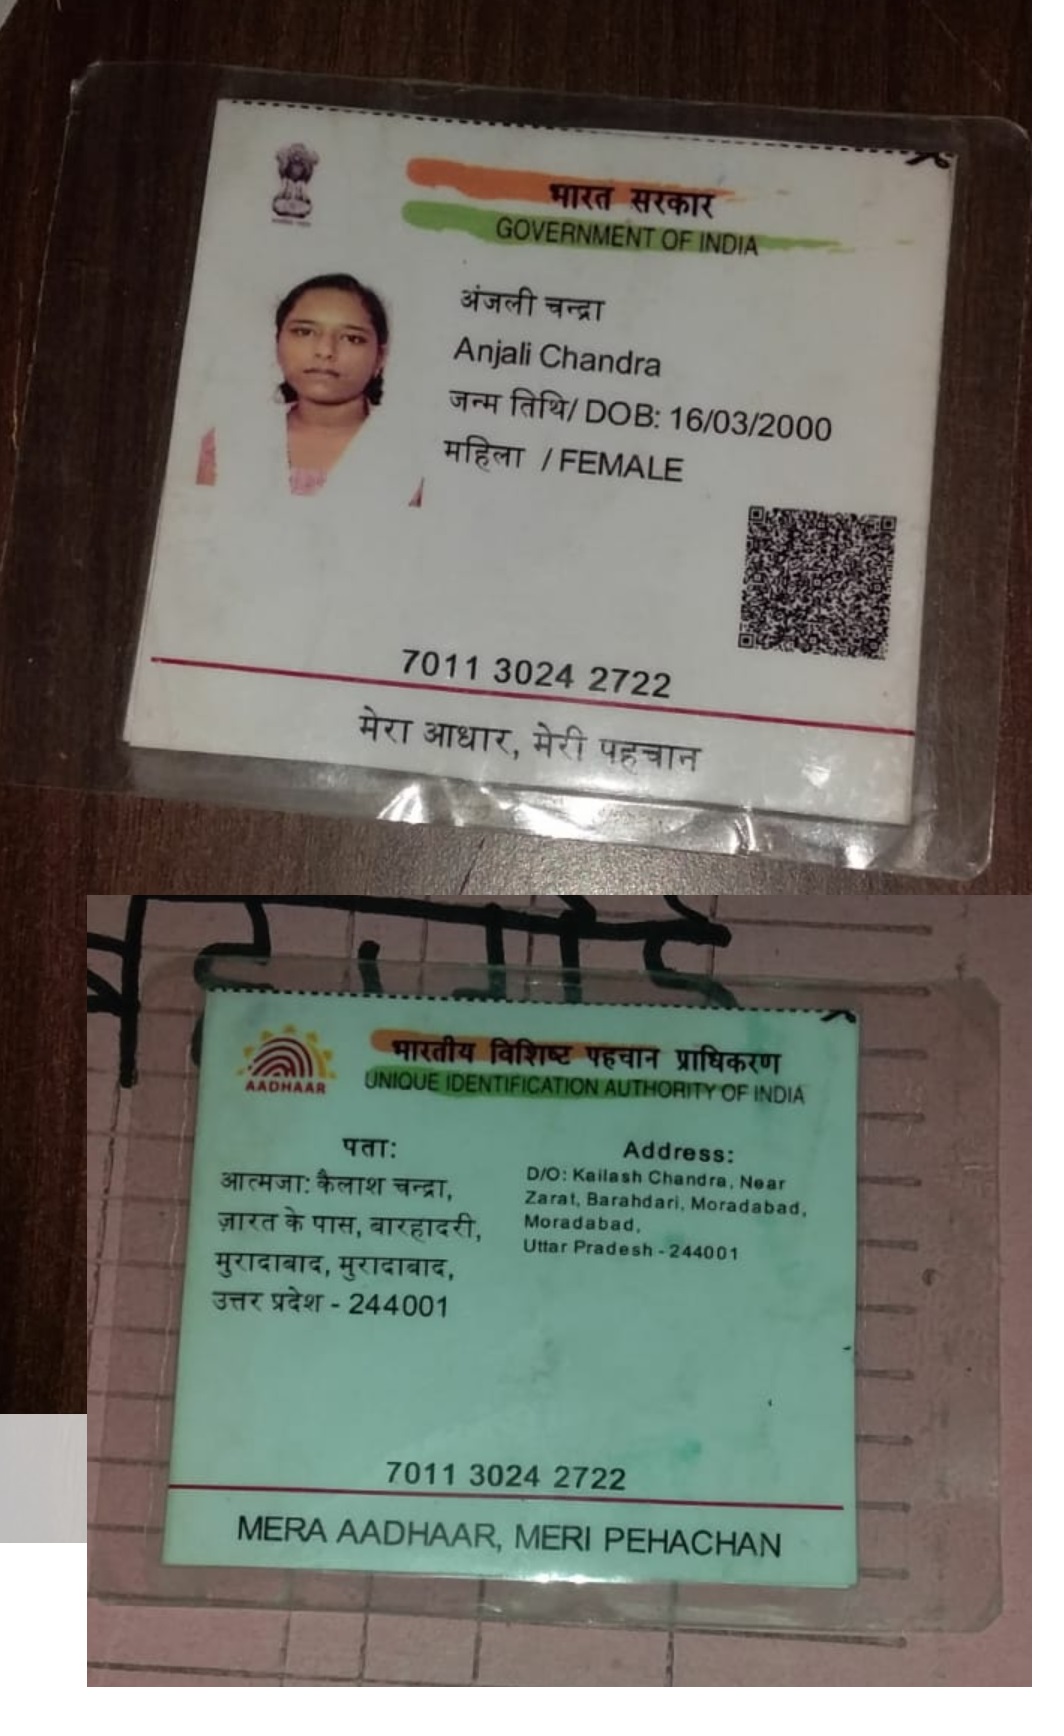 भारत सरकार
GOVERNMENT OF INDIA
अंजली चन्द्रा
Anjali Chandra
जन्म तिथि/ DOB: 16/03/2000
महिला / FEMALE
7011 3024 2722
मेरा आधार, मेरी पहचान
भारतीय विशिष्ट पहचान प्राधिकरण
AADHAAR
UNIQUE IDENTIFICATION AUTHORITY OF INDIA
पता:
आत्मजा: कैलाश चन्द्रा,
ज़ारत के पास, बारहादरी,
मुरादाबाद, मुरादाबाद,
उत्तर प्रदेश - 244001
Address:
D/O: Kailash Chandra, Near
Zarat, Barahdari, Moradabad,
Moradabad,
Uttar Pradesh - 244001
7011 3024 2722
MERA AADHAAR, MERI PEHACHAN